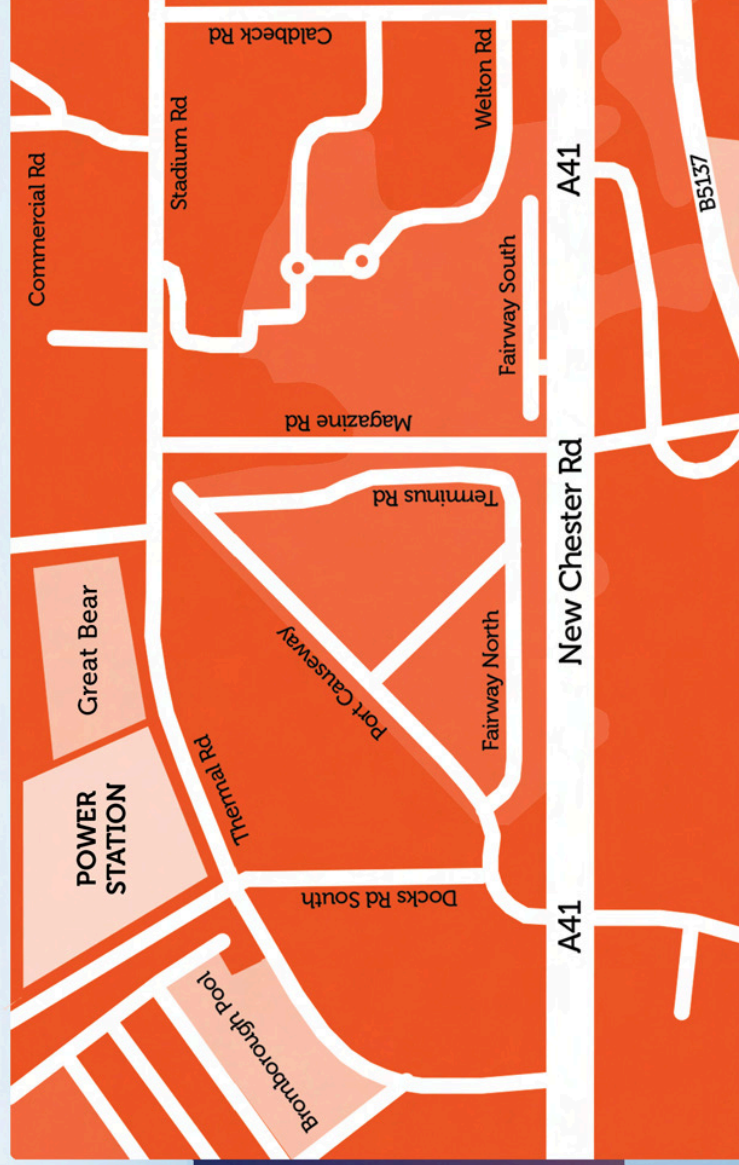 Caldbeck Rd
Welton Rd
Stadium Rd
Commercial Rd
A41
B5137
Fairway South
Magazine Rd
New Chester Rd
Terminus Rd
Great Bear
Port Causeway
Fairway North
Thermal Rd
POWER
STATION
Docks Rd South
A41
Bromborough Pool